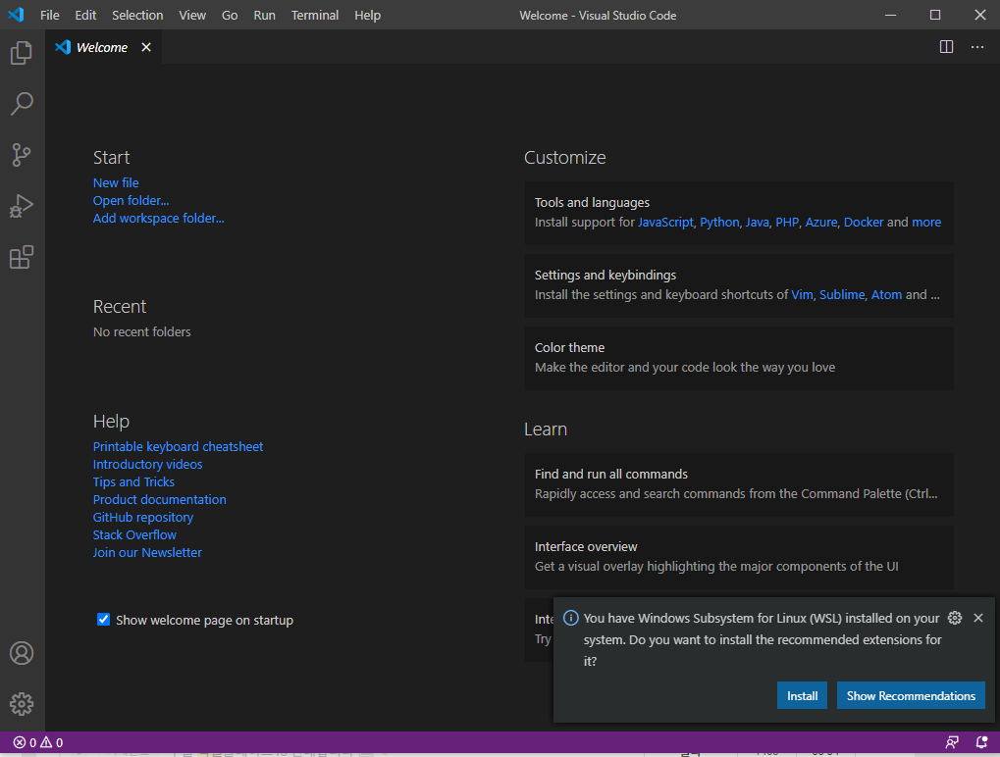 File Edit Selection View Go Run Terminal Help
Welcome - Visual Studio Code
Welcome
Start
New file
Open folder...
Add workspace folder...
Recent
No recent folders
Help
Printable keyboard cheatsheet
Introductory videos
Tips and Tricks
Product documentation
GitHub repository
Stack Overflow
Join our Newsletter
Show welcome page on startup
Customize
Tools and languages
Install support for JavaScript, Python, Java, PHP, Azure, Docker and more
Settings and keybindings
Install the settings and keyboard shortcuts of Vim, Sublime, Atom and ...
Color theme
Make the editor and your code look the way you love
Learn
Find and run all commands
Rapidly access and search commands from the Command Palette (Ctrl...
Interface overview
Get a visual overlay highlighting the major components of the UI
Try
You have Windows Subsystem for Linux (WSL) installed on your
system. Do you want to install the recommended extensions for
it?
Install
Show Recommendations
0 0